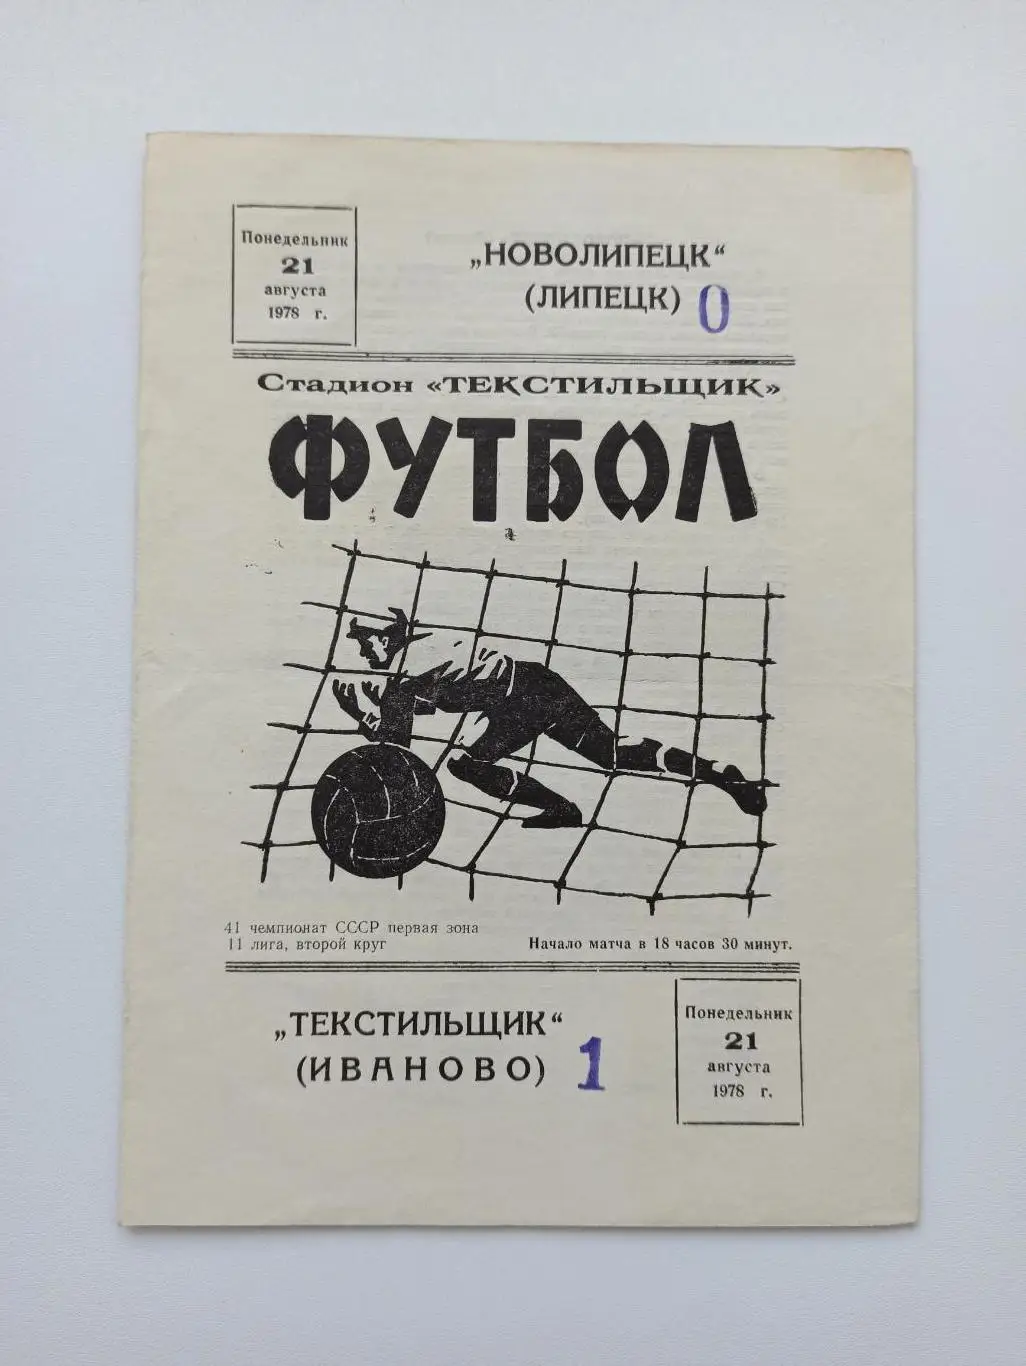 Понедельник
21
августа
1978 г.
„НОВОЛИПЕЦК“
(ЛИПЕЦК) 0
Стадион «ТЕКСТИЛЬЩИК»
ФУТБОЛ
41 чемпионат СССР первая зона
11 лига, второй круг
Начало матча в 18 часов 30 минут.
„ТЕКСТИЛЬЩИК“
(ИВАНОВО) 1
Понедельник
21
августа
1978 г.